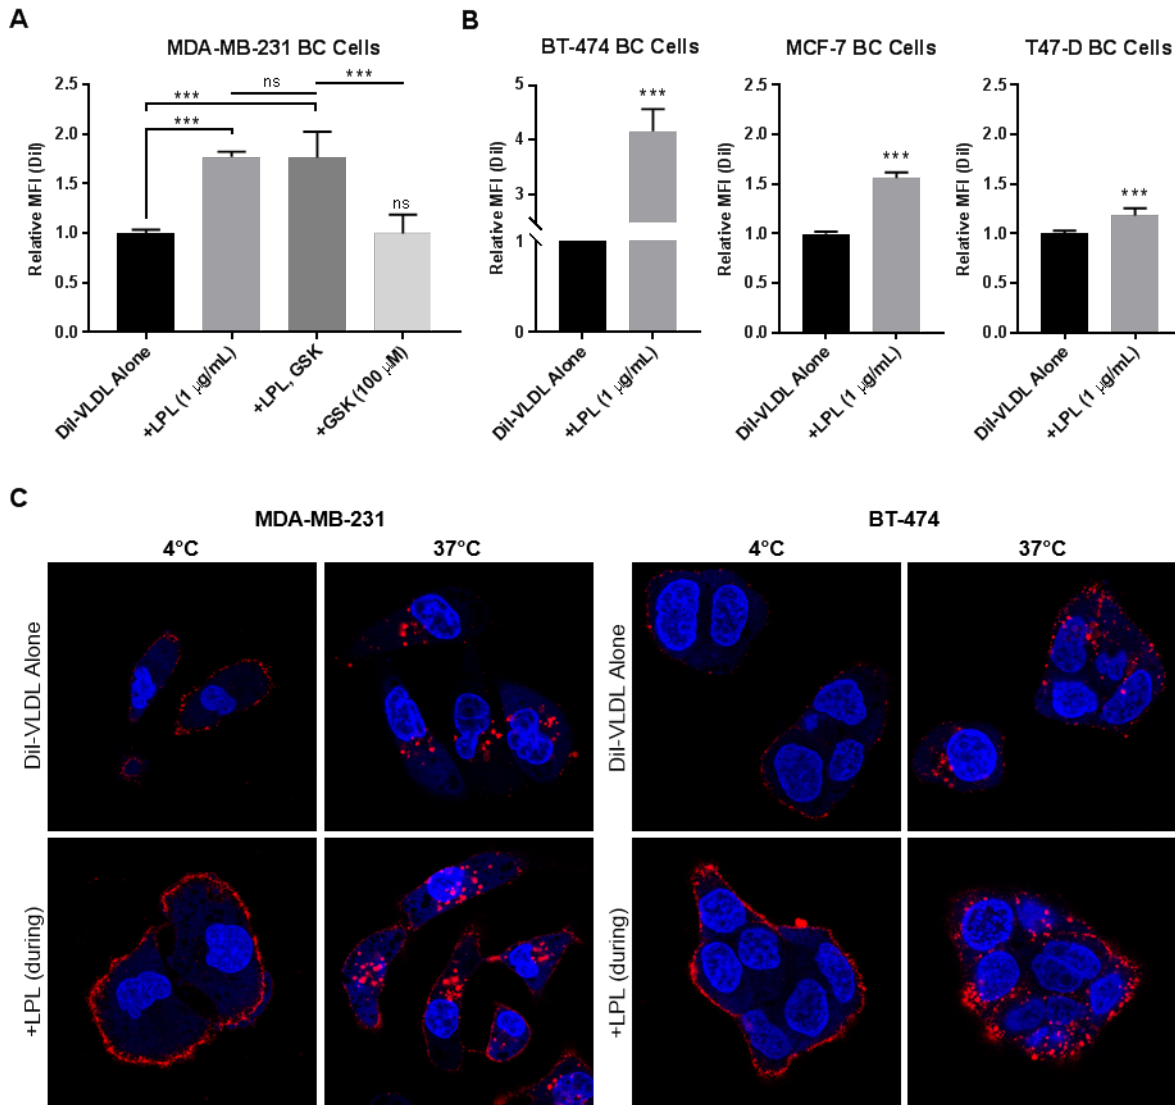 A
MDA-MB-231 BC Cells
Relative MFI (DiI)
2.5
2.0
1.5
1.0
0.5
0.0
ns
***
***
***
ns
DiI-VLDL Alone
+LPL (1 μg/mL)
+LPL, GSK
+GSK (100 μM)
B
BT-474 BC Cells
Relative MFI (DiI)
5
4
3
1
0
***
DiI-VLDL Alone
+LPL (1 μg/mL)
MCF-7 BC Cells
Relative MFI (DiI)
2.5
2.0
1.5
1.0
0.5
0.0
***
DiI-VLDL Alone
+LPL (1 μg/mL)
T47-D BC Cells
Relative MFI (DiI)
2.5
2.0
1.5
1.0
0.5
0.0
***
DiI-VLDL Alone
+LPL (1 μg/mL)
C
MDA-MB-231
4°C
37°C
DiI-VLDL Alone
+LPL (during)
BT-474
4°C
37°C
DiI-VLDL Alone
+LPL (during)